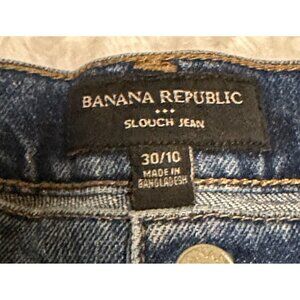 BANANA REPUBLIC
SLOUCH JEAN
30/10
MADE IN
BANGLADESH